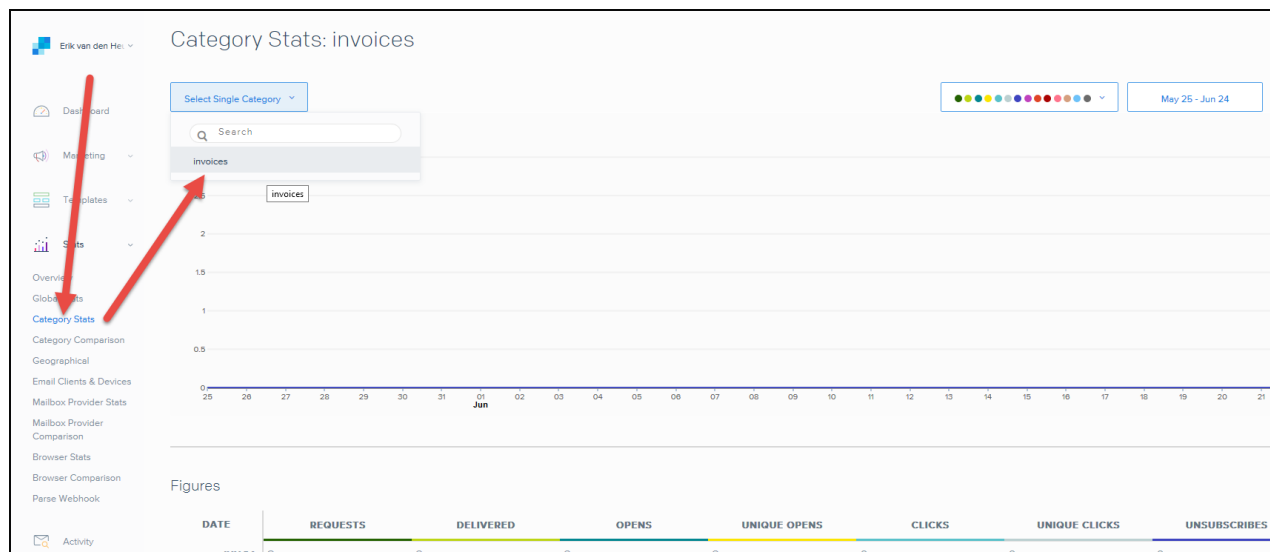 Erik van den Heu
Dashboard
Marketing
Templates
Stats
Overview
Global Stats
Category Stats
Category Comparison
Geographical
Email Clients & Devices
Mailbox Provider Stats
Mailbox Provider
Comparison
Browser Stats
Browser Comparison
Parse Webhook
Activity
Category Stats: invoices
Select Single Category
May 25 - Jun 24
Search
invoices
invoices
2
1.5
1
0.5
0
25 26 27 28 29 30 31 01 02 03 04 05 06 07 08 09 10 11 12 13 14 15 16 17 18 19 20 21
Jun
Figures
DATE REQUESTS DELIVERED OPENS UNIQUE OPENS CLICKS UNIQUE CLICKS UNSUBSCRIBES